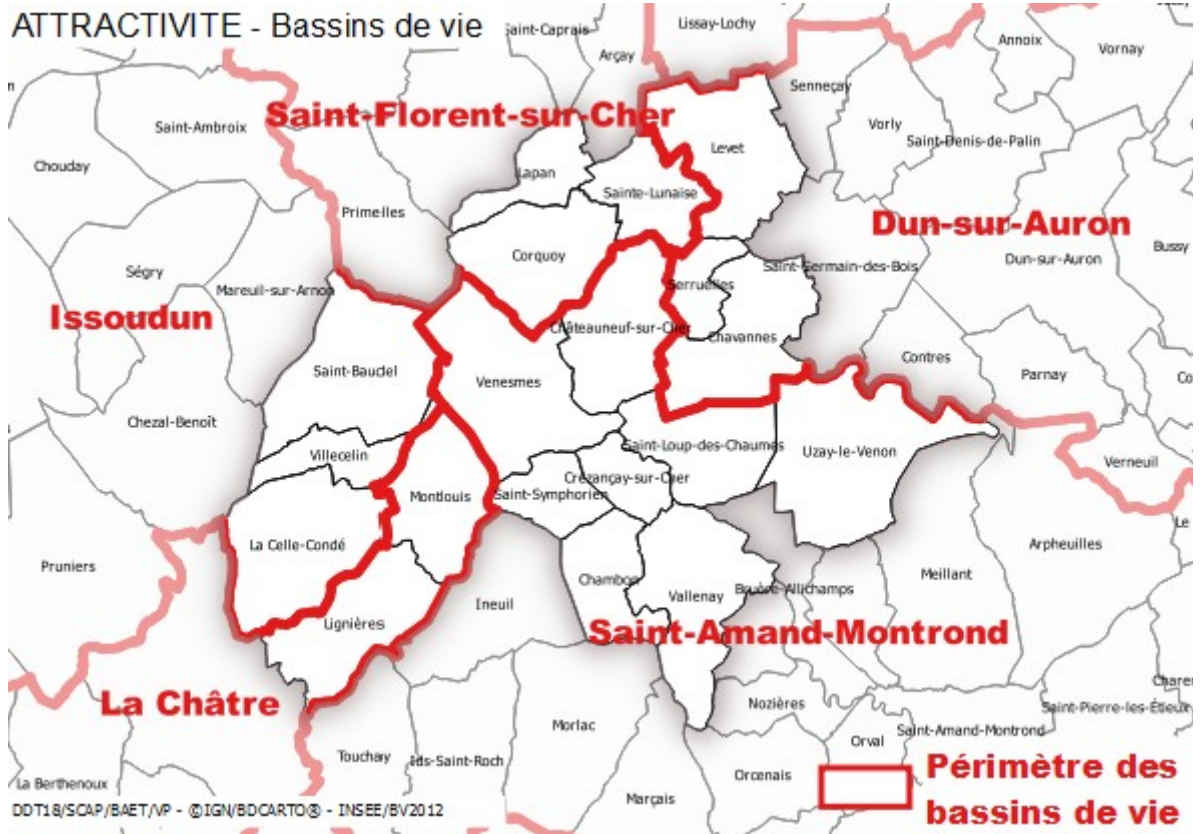 ATTRACTIVITE - Bassins de vie
Saint-Caprais
Lissay-Lochy
Arçay
Annoix
Vornay
Senneçay
Saint-Florent-sur-Cher
Saint-Ambroix
Vorly
Saint-Denis-de-Palin
Levet
Chouday
Lapan
Sainte-Lunaise
Primelles
Dun-sur-Auron
Corquoy
Bussy
Dun-sur-Auron
Saint-Germain-des-Bois
Ségry
Mareuil-sur-Arnon
Serruelles
Issoudun
Châteauneuf-sur-Cher
Chavannes
Contres
Saint-Baudel
Venesmes
Parnay
Co
Chezal-Benoît
Saint-Loup-des-Chaumes
Uzay-le-Venon
Villecelin
Verneuil
Crézançay-sur-Cher
Montlouis
Saint-Symphorien
Le
La Celle-Condé
Arpheuilles
Pruniers
Meillant
Chambon
Bruère-Allichamps
Vallenay
Ineuil
Lignières
Saint-Amand-Montrond
Charen
La Châtre
Nozières
Saint-Pierre-les-Étieux
Morlac
Saint-Amand-Montrond
Orval
Touchay
Ids-Saint-Roch
Orcenais
La Berthenoux
Marçais
Périmètre des
bassins de vie
DDT18/SCAP/BAET/VP - ©IGN/BDCARTO® - INSEE/BV2012